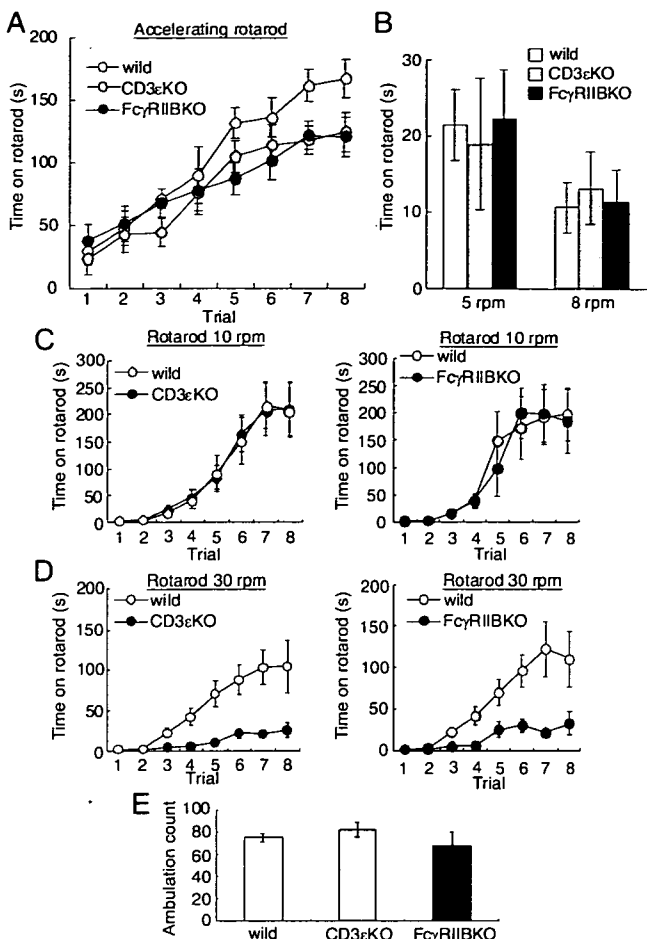 A
Accelerating rotarod
Time on rotarod (s)
200
150
100
50
0
wild
CD3εKO
FcγRIIBKO
1 2 3 4 5 6 7 8
Trial
B
Time on rotarod (s)
30
20
10
0
wild
CD3εKO
FcγRIIBKO
5 rpm 8 rpm
C
Rotarod 10 rpm
Time on rotarod (s)
300
250
200
150
100
50
0
wild
CD3εKO
1 2 3 4 5 6 7 8
Trial
Rotarod 10 rpm
Time on rotarod (s)
300
250
200
150
100
50
0
wild
FcγRIIBKO
1 2 3 4 5 6 7 8
Trial
D
Rotarod 30 rpm
Time on rotarod (s)
200
150
100
50
0
wild
CD3εKO
1 2 3 4 5 6 7 8
Trial
Rotarod 30 rpm
Time on rotarod (s)
200
150
100
50
0
wild
FcγRIIBKO
1 2 3 4 5 6 7 8
Trial
E
Ambulation count
100
80
60
40
20
0
wild CD3εKO FcγRIIBKO